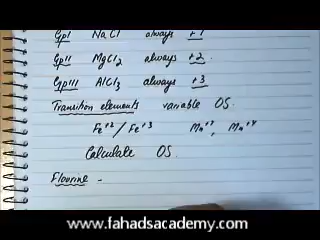 GpI NaCl always +1
GpII MgCl2 always +2.
GpIII AlCl3 always +3
Transition elements variable OS.
Fe+2/Fe+3 Mn+7, Mn+4
Calculate OS.
Flourine -
www.fahadsacademy.com